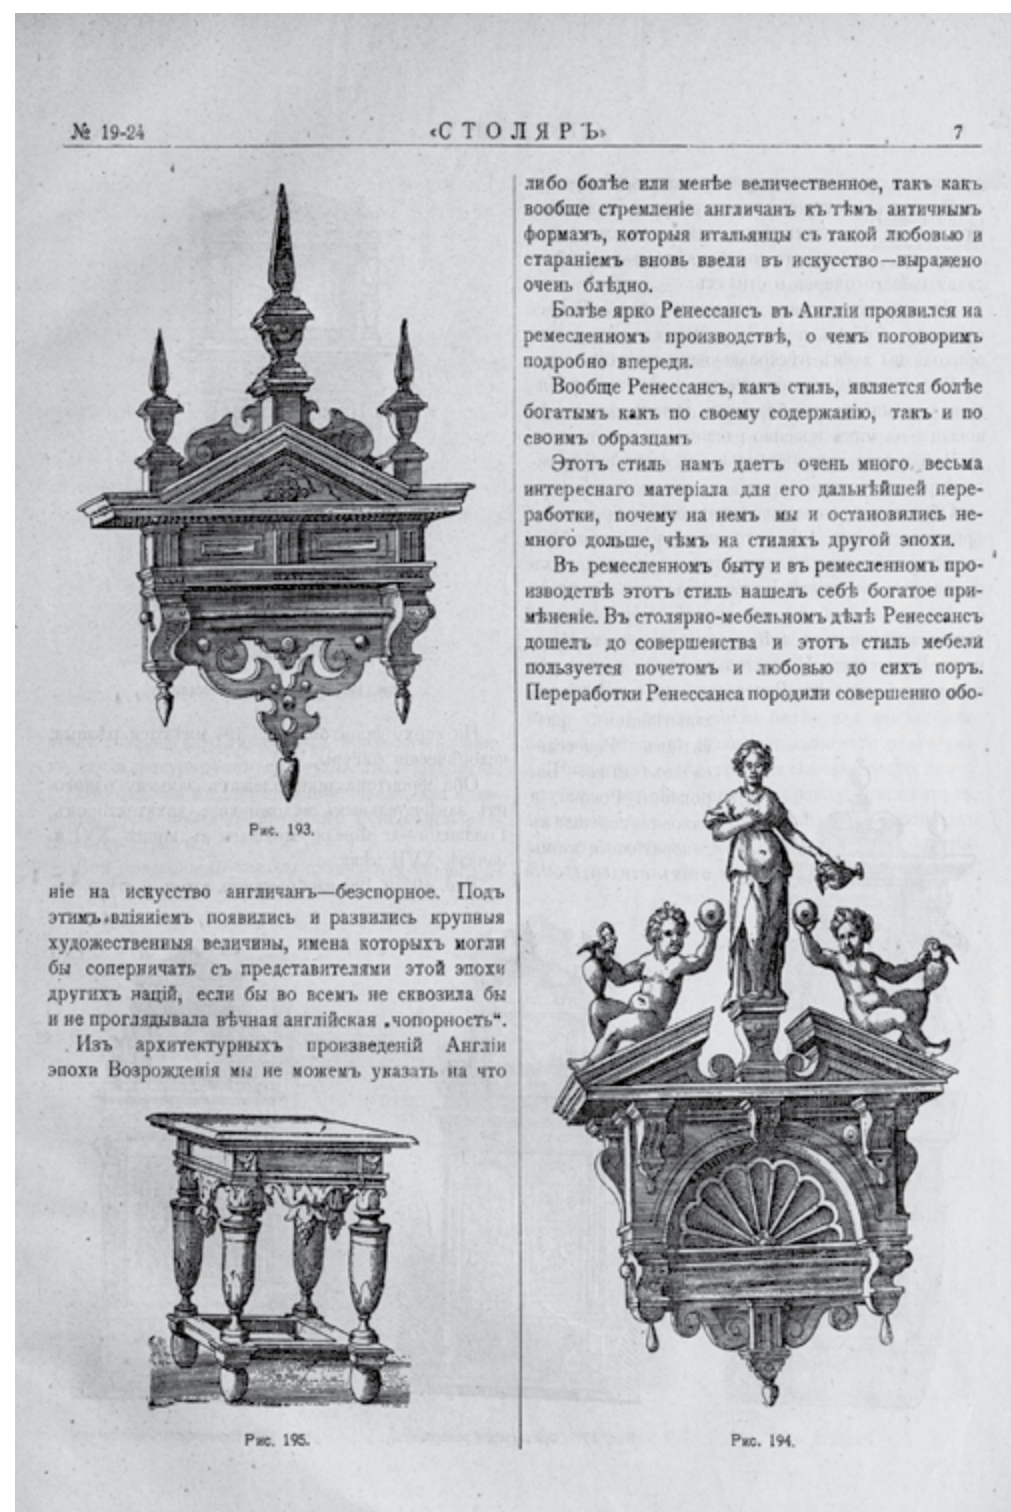 № 19-24
«СТОЛЯРЪ»
7
Рис. 193.
ніе на искусство англичанъ—безспорное. Подъ
этимъ вліяніемъ появились и развились крупныя
художественныя величины, имена которыхъ могли
бы соперничать съ представителями этой эпохи
другихъ націй, если бы во всемъ не сквозила бы
и не проглядывала вѣчная англійская „чопорность“.
Изъ архитектурныхъ произведеній Англіи
эпохи Возрожденія мы не можемъ указать на что
Рис. 195.
либо болѣе или менѣе величественное, такъ какъ
вообще стремленіе англичанъ къ тѣмъ античнымъ
формамъ, которыя итальянцы съ такой любовью и
стараніемъ вновь ввели въ искусство—выражено
очень блѣдно.
Болѣе ярко Ренессансъ въ Англіи проявился на
ремесленномъ производствѣ, о чемъ поговоримъ
подробно впереди.
Вообще Ренессансъ, какъ стиль, является болѣе
богатымъ какъ по своему содержанію, такъ и по
своимъ образцамъ
Этотъ стиль намъ даетъ очень много весьма
интереснаго матеріала для его дальнѣйшей пере-
работки, почему на немъ мы и остановились не-
много дольше, чѣмъ на стиляхъ другой эпохи.
Въ ремесленномъ быту и въ ремесленномъ про-
изводствѣ этотъ стиль нашелъ себѣ богатое при-
мѣненіе. Въ столярно-мебельномъ дѣлѣ Ренессансъ
дошелъ до совершенства и этотъ стиль мебели
пользуется почетомъ и любовью до сихъ поръ.
Переработки Ренессанса породили совершенно обо-
Рис. 194.